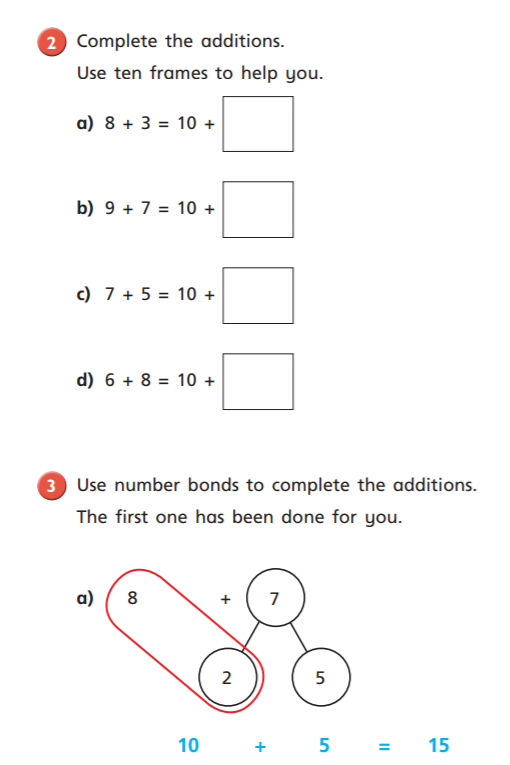 2 Complete the additions.
Use ten frames to help you.
a) 8 + 3 = 10 +
b) 9 + 7 = 10 +
c) 7 + 5 = 10 +
d) 6 + 8 = 10 +
3 Use number bonds to complete the additions.
The first one has been done for you.
a) 8 + 7
2 5
10 + 5 = 15